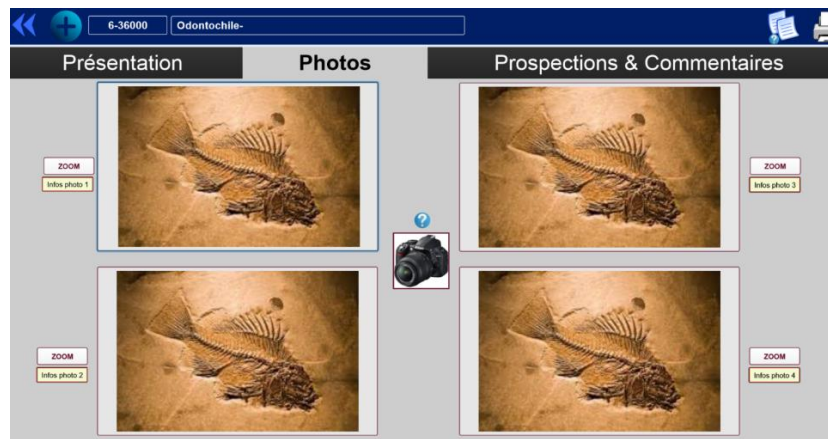 6-36000 Odontochile-
Présentation Photos Prospections & Commentaires
ZOOM
Infos photo 1
ZOOM
Infos photo 3
?
ZOOM
Infos photo 2
ZOOM
Infos photo 4